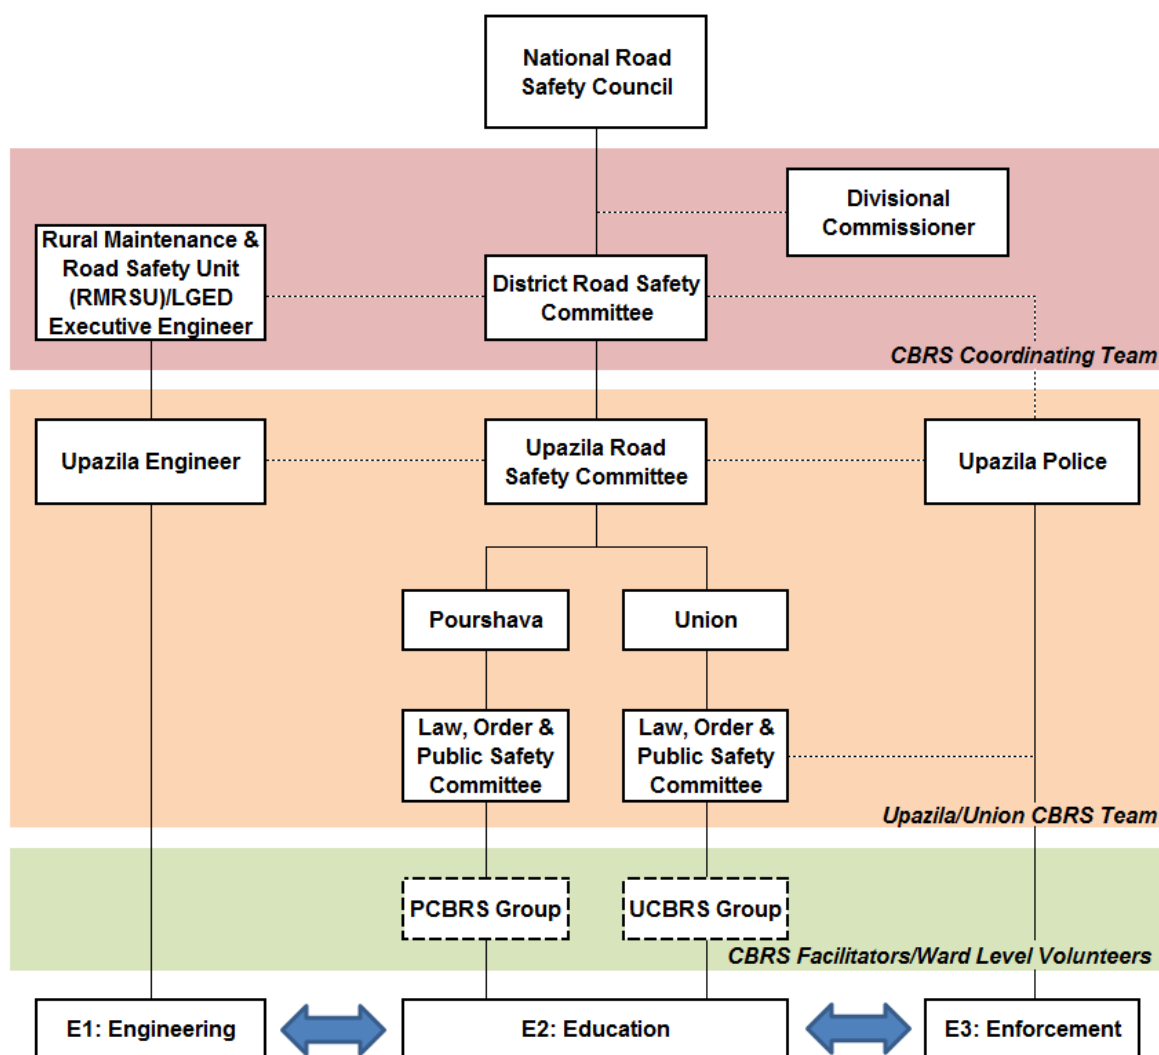 National Road
Safety Council
Divisional
Commissioner
Rural Maintenance &
Road Safety Unit
(RMRSU)/LGED
Executive Engineer
District Road Safety
Committee
CBRS Coordinating Team
Upazila Engineer
Upazila Road
Safety Committee
Upazila Police
Pourshava
Union
Law, Order &
Public Safety
Committee
Law, Order &
Public Safety
Committee
Upazila/Union CBRS Team
PCBRS Group
UCBRS Group
CBRS Facilitators/Ward Level Volunteers
E1: Engineering
E2: Education
E3: Enforcement